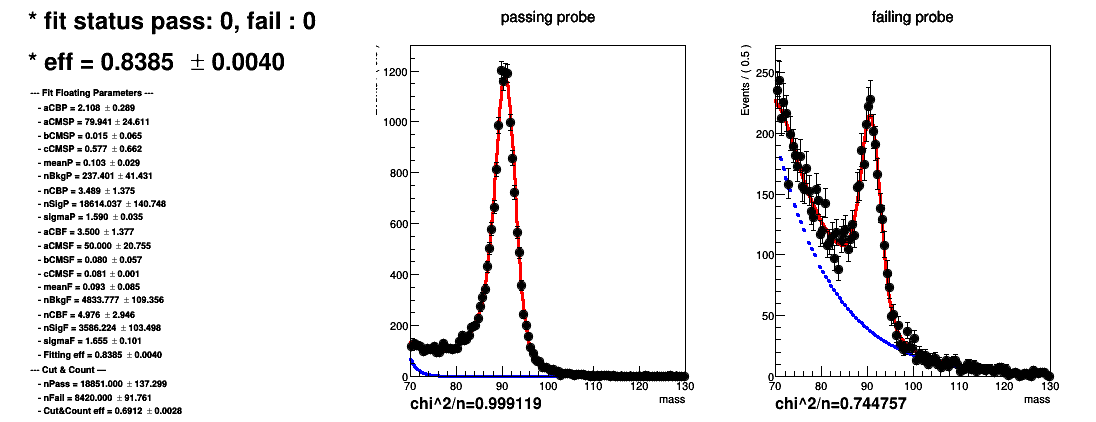 * fit status pass: 0, fail : 0
* eff = 0.8385 ± 0.0040
--- Fit Floating Parameters ---
- aCBP = 2.108 ± 0.289
- aCMSP = 79.941 ± 24.611
- bCMSP = 0.015 ± 0.065
- cCMSP = 0.577 ± 0.662
- meanP = 0.103 ± 0.029
- nBkgP = 237.401 ± 41.431
- nCBP = 3.489 ± 1.375
- nSigP = 18614.037 ± 140.748
- sigmaP = 1.590 ± 0.035
- aCBF = 3.500 ± 1.377
- aCMSF = 50.000 ± 20.755
- bCMSF = 0.080 ± 0.057
- cCMSF = 0.081 ± 0.001
- meanF = 0.093 ± 0.085
- nBkgF = 4833.777 ± 109.356
- nCBF = 4.976 ± 2.946
- nSigF = 3586.224 ± 103.498
- sigmaF = 1.655 ± 0.101
- Fitting eff = 0.8385 ± 0.0040
--- Cut & Count ---
- nPass = 18851.000 ± 137.299
- nFail = 8420.000 ± 91.761
- Cut&Count eff = 0.6912 ± 0.0028
passing probe
1200
1000
800
600
400
200
0
70 80 90 100 110 120 130
mass
chi^2/n=0.999119
failing probe
Events / ( 0.5 )
250
200
150
100
50
0
70 80 90 100 110 120 130
mass
chi^2/n=0.744757